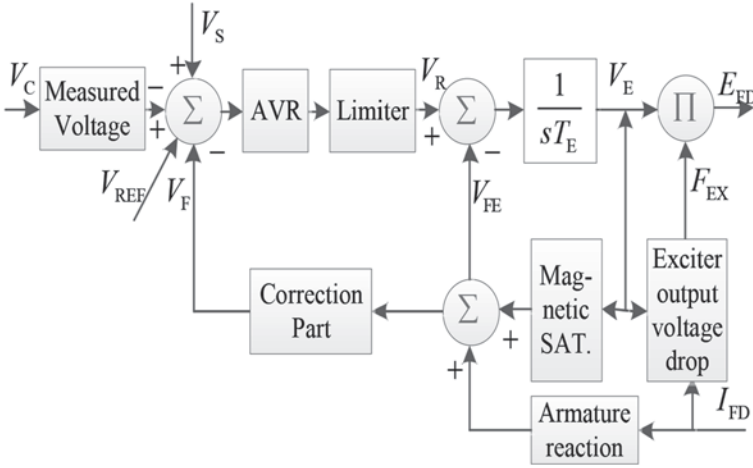 V_S
V_C
Measured
Voltage
−
+
+
Σ
−
V_REF
V_F
AVR
Limiter
V_R
+
Σ
−
V_FE
1
sT_E
V_E
Π
E_FD
F_EX
Correction
Part
Σ
+
+
Mag-
netic
SAT.
Exciter
output
voltage
drop
Armature
reaction
I_FD